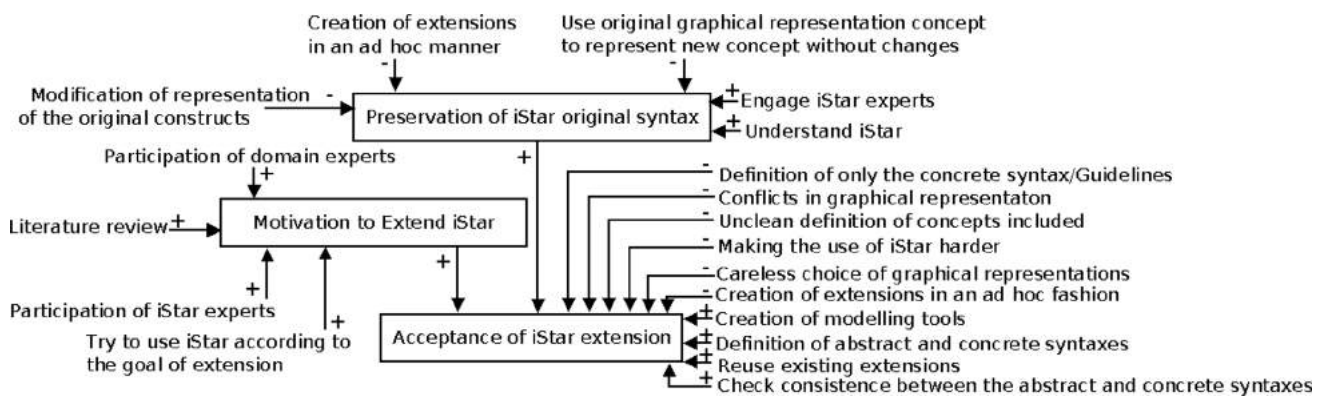 Creation of extensions
in an ad hoc manner
-
Use original graphical representation concept
to represent new concept without changes
-
Modification of representation
of the original constructs
-
Preservation of iStar original syntax
+
Engage iStar experts
+
Understand iStar
+
Participation of domain experts
+
Literature review
+
Motivation to Extend iStar
+
Participation of iStar experts
+
Try to use iStar according to
the goal of extension
+
Acceptance of iStar extension
-
Definition of only the concrete syntax/Guidelines
-
Conflicts in graphical representaton
-
Unclean definition of concepts included
-
Making the use of iStar harder
-
Careless choice of graphical representations
-
Creation of extensions in an ad hoc fashion
+
Creation of modelling tools
+
Definition of abstract and concrete syntaxes
+
Reuse existing extensions
+
Check consistence between the abstract and concrete syntaxes